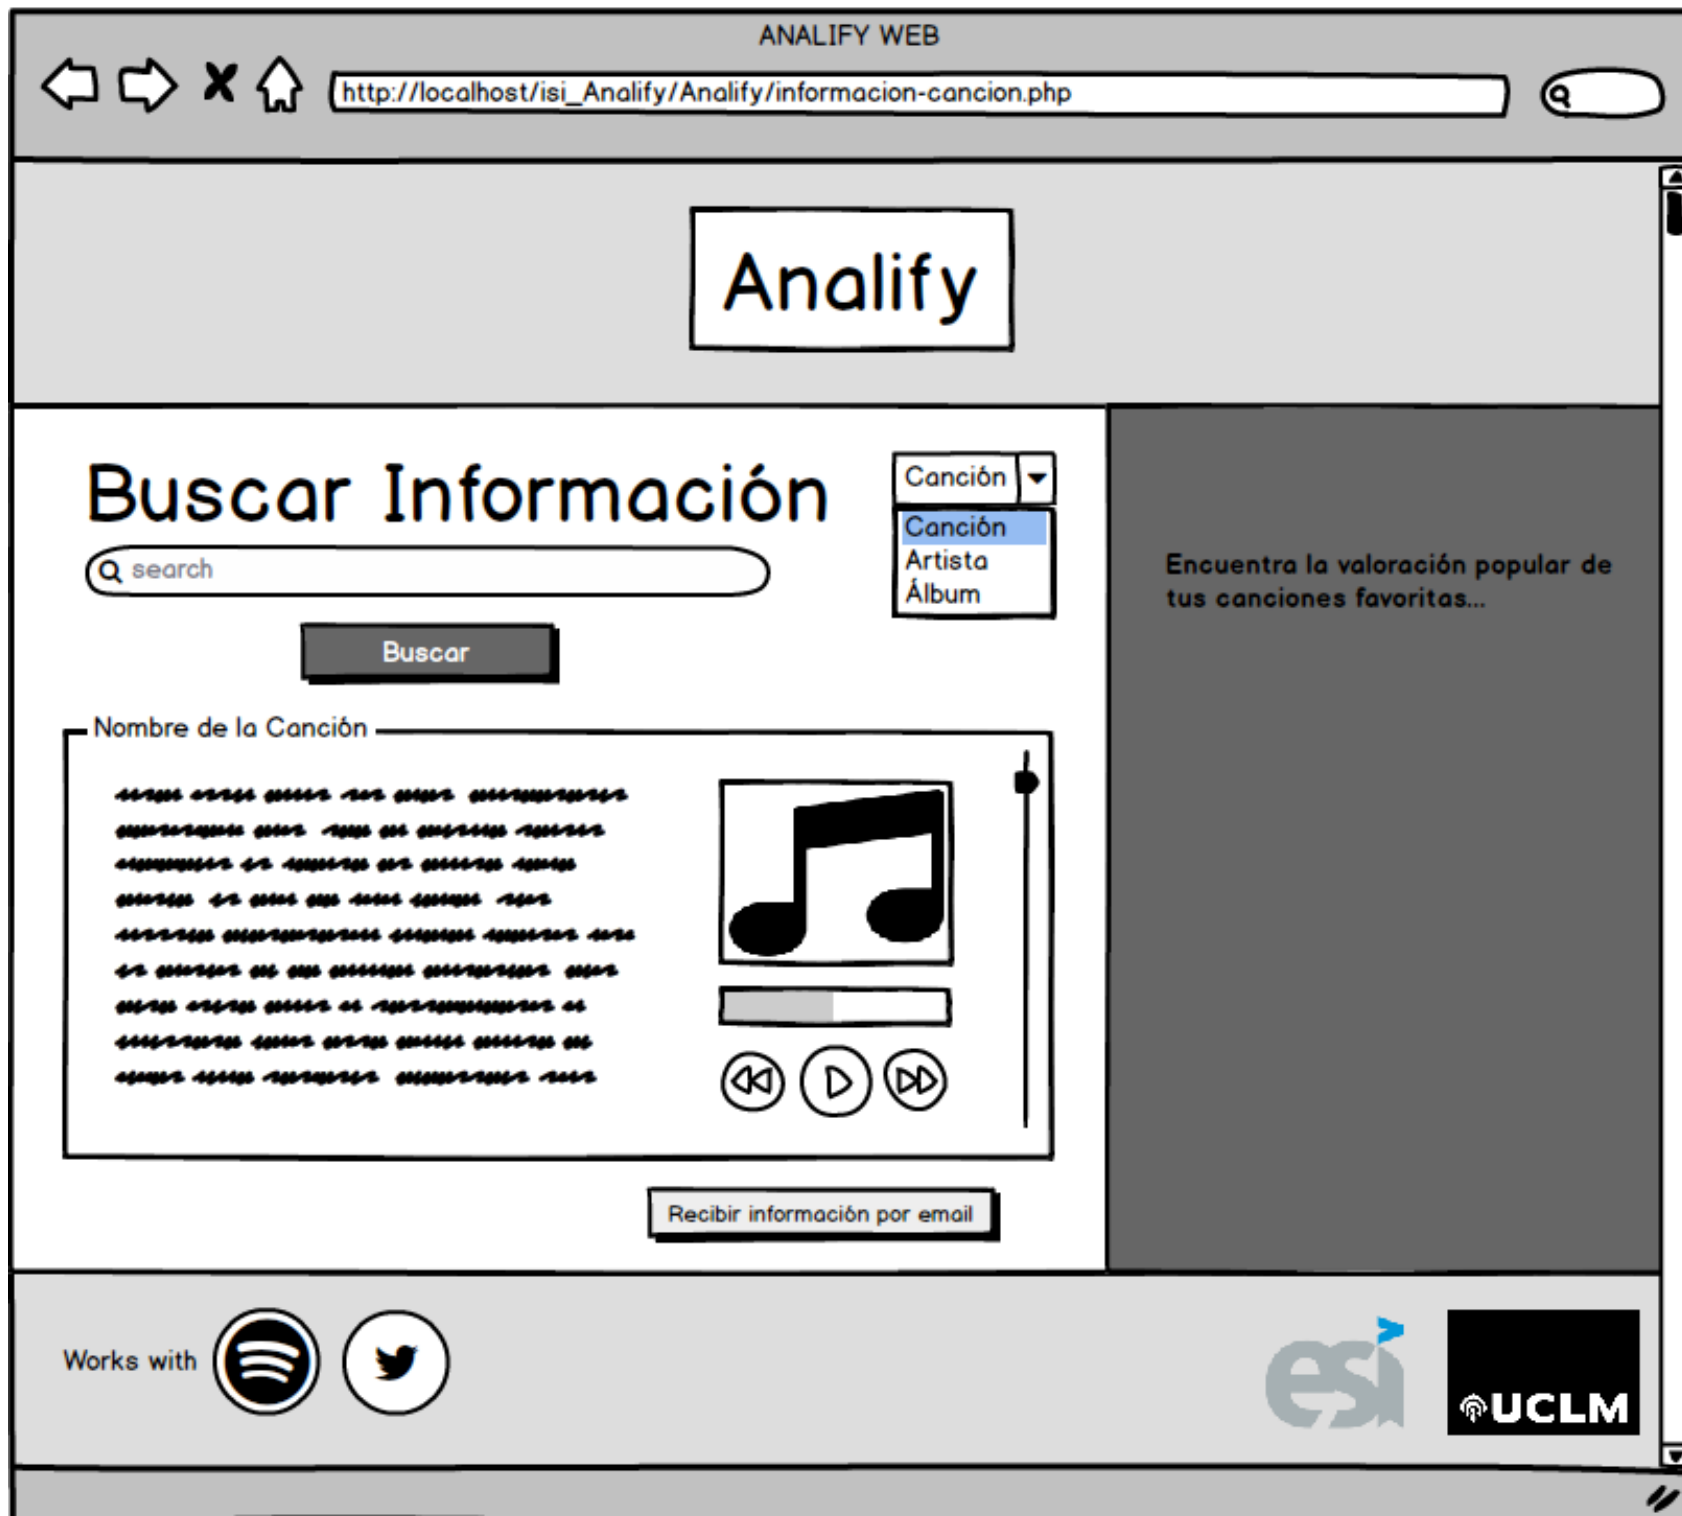 ANALIFY WEB
http://localhost/isi_Analify/Analify/informacion-cancion.php
Analify
Buscar Información
Canción
Canción
Artista
Álbum
search
Buscar
Encuentra la valoración popular de
tus canciones favoritas...
Nombre de la Canción
Recibir información por email
Works with
esi
UCLM